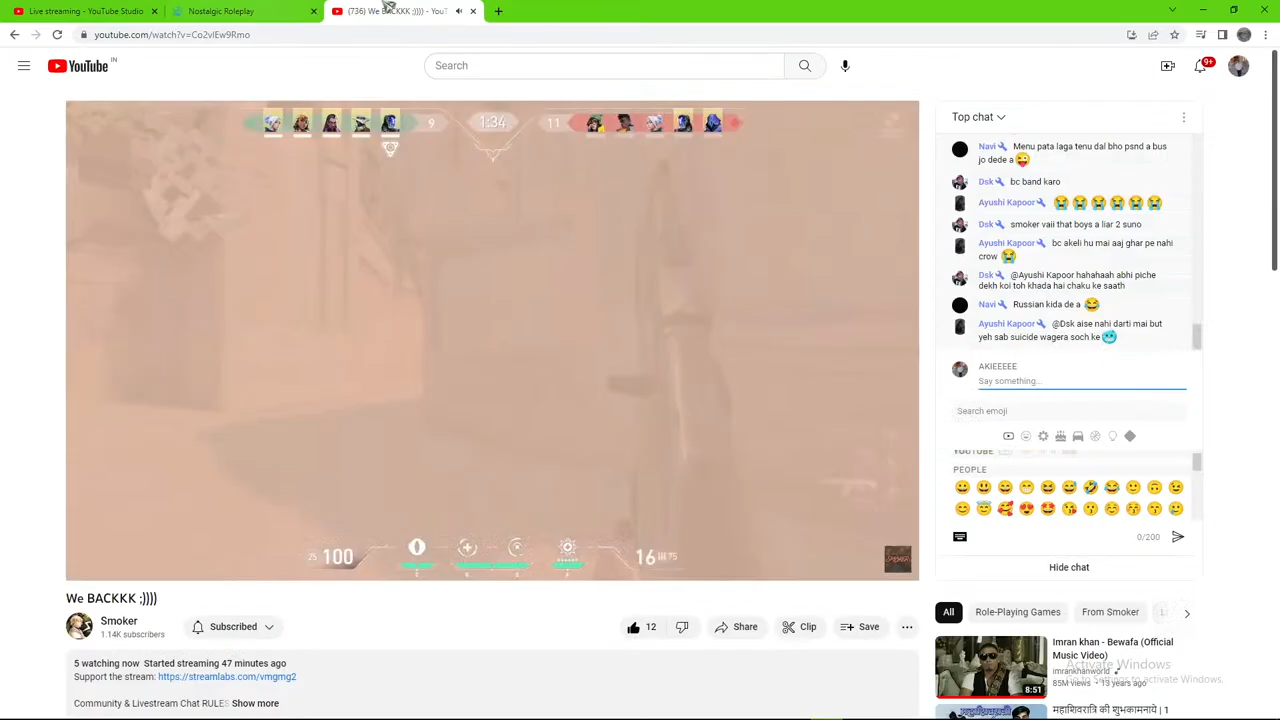 Live streaming - YouTube Studio
Nostalgic Roleplay
(736) We BACKKK ;)))) - YouT
youtube.com/watch?v=Co2vlEw9Rmo
YouTube IN
Search
9+
9 1:34 11
25 100
16 75
SMOKER
Top chat
Navi Menu pata laga tenu dal bho psnd a bus
jo dede a😜
Dsk bc band karo
Ayushi Kapoor 😭😭😭😭😭😭
Dsk smoker vaii that boys a liar 2 suno
Ayushi Kapoor bc akeli hu mai aaj ghar pe nahi
crow 😭
Dsk @Ayushi Kapoor hahahaah abhi piche
dekh koi toh khada hai chaku ke saath
Navi Russian kida de a 😂
Ayushi Kapoor @Dsk aise nahi darti mai but
yeh sab suicide wagera soch ke🥶
AKIEEEEE
Say something...
Search emoji
YOUTUBE
PEOPLE
0/200
Hide chat
We BACKKK ;))))
Smoker
1.14K subscribers
Subscribed
12
Share
Clip
Save
5 watching now Started streaming 47 minutes ago
Support the stream: https://streamlabs.com/vmgmg2
Community & Livestream Chat RULES Show more
All
Role-Playing Games
From Smoker
Imran khan - Bewafa (Official
Music Video)
imrankhanworld
85M views • 13 years ago
8:51
Activate Windows
Go to Settings to activate Windows.
महाशिवरात्रि की शुभकामनाये | 1